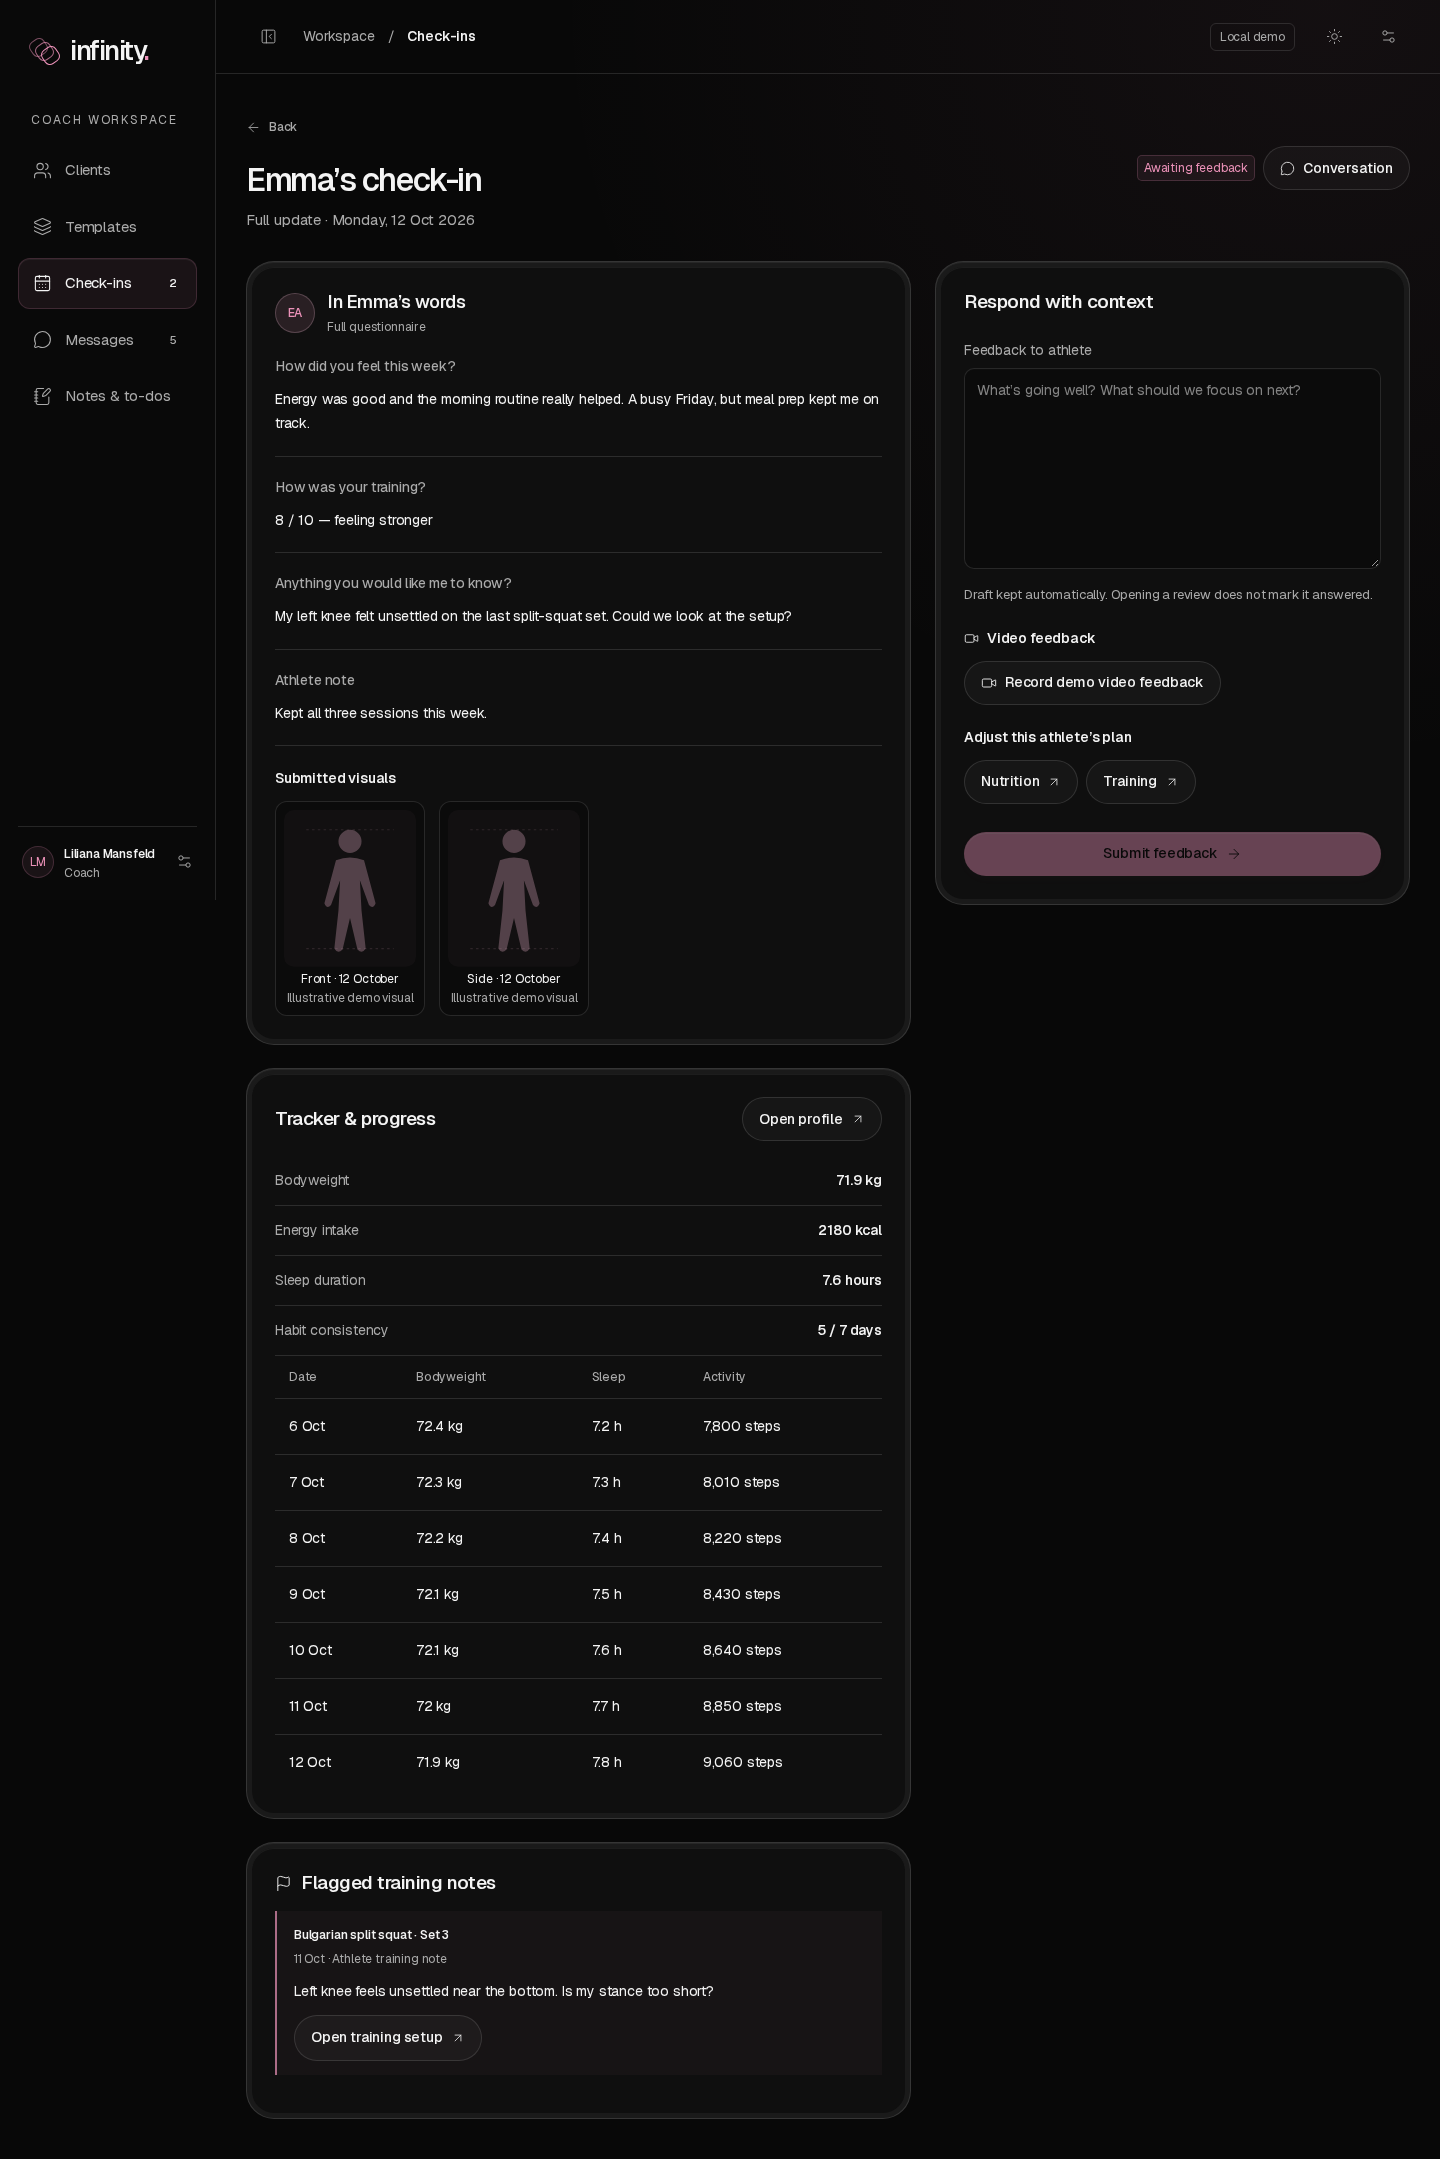 infinity.
COACH WORKSPACE
Clients
Templates
Check-ins 2
Messages 5
Notes & to-dos
LM
Liliana Mansfeld
Coach
Workspace / Check-ins
Local demo
Back
Emma’s check-in
Full update · Monday, 12 Oct 2026
Awaiting feedback
Conversation
EA
In Emma’s words
Full questionnaire
How did you feel this week?
Energy was good and the morning routine really helped. A busy Friday, but meal prep kept me on
track.
How was your training?
8 / 10 — feeling stronger
Anything you would like me to know?
My left knee felt unsettled on the last split-squat set. Could we look at the setup?
Athlete note
Kept all three sessions this week.
Submitted visuals
Front · 12 October
Illustrative demo visual
Side · 12 October
Illustrative demo visual
Respond with context
Feedback to athlete
What’s going well? What should we focus on next?
Draft kept automatically. Opening a review does not mark it answered.
Video feedback
Record demo video feedback
Adjust this athlete’s plan
Nutrition
Training
Submit feedback
Tracker & progress
Open profile
Bodyweight 71.9 kg
Energy intake 2180 kcal
Sleep duration 7.6 hours
Habit consistency 5 / 7 days
Date Bodyweight Sleep Activity
6 Oct 72.4 kg 7.2 h 7,800 steps
7 Oct 72.3 kg 7.3 h 8,010 steps
8 Oct 72.2 kg 7.4 h 8,220 steps
9 Oct 72.1 kg 7.5 h 8,430 steps
10 Oct 72.1 kg 7.6 h 8,640 steps
11 Oct 72 kg 7.7 h 8,850 steps
12 Oct 71.9 kg 7.8 h 9,060 steps
Flagged training notes
Bulgarian split squat · Set 3
11 Oct · Athlete training note
Left knee feels unsettled near the bottom. Is my stance too short?
Open training setup